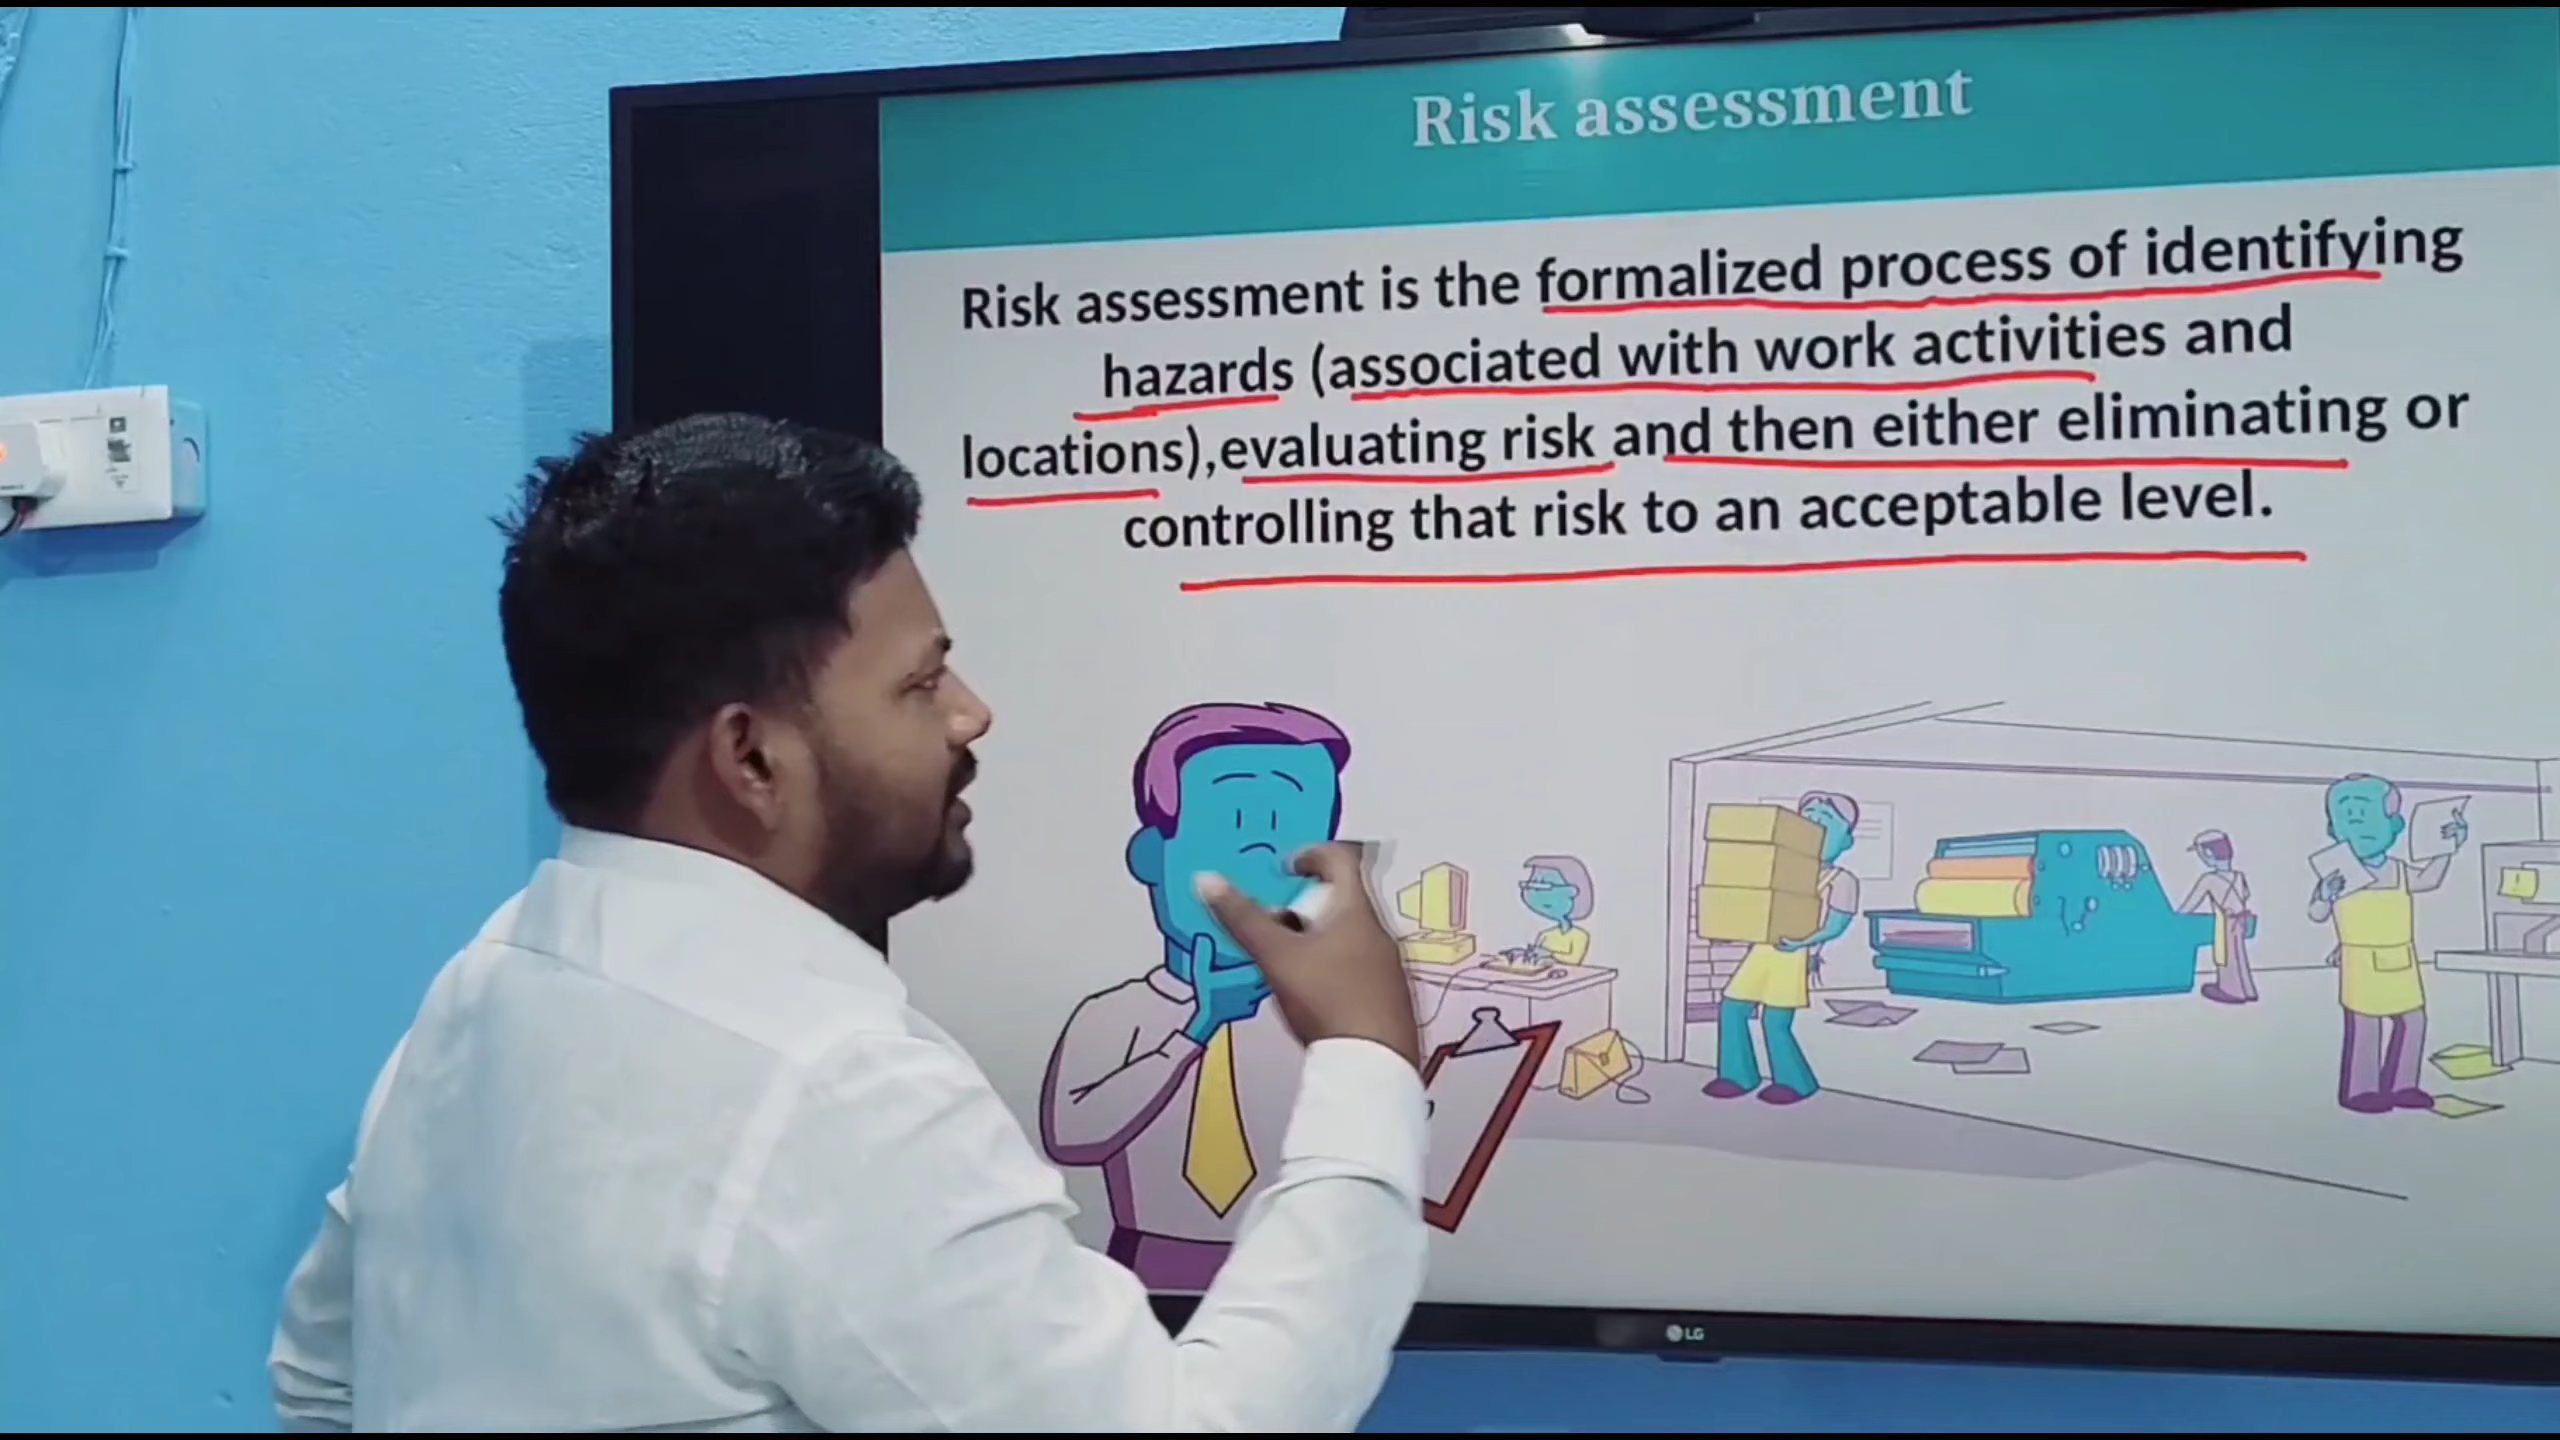 Risk assessment
Risk assessment is the formalized process of identifying
hazards (associated with work activities and
locations),evaluating risk and then either eliminating or
controlling that risk to an acceptable level.
LG